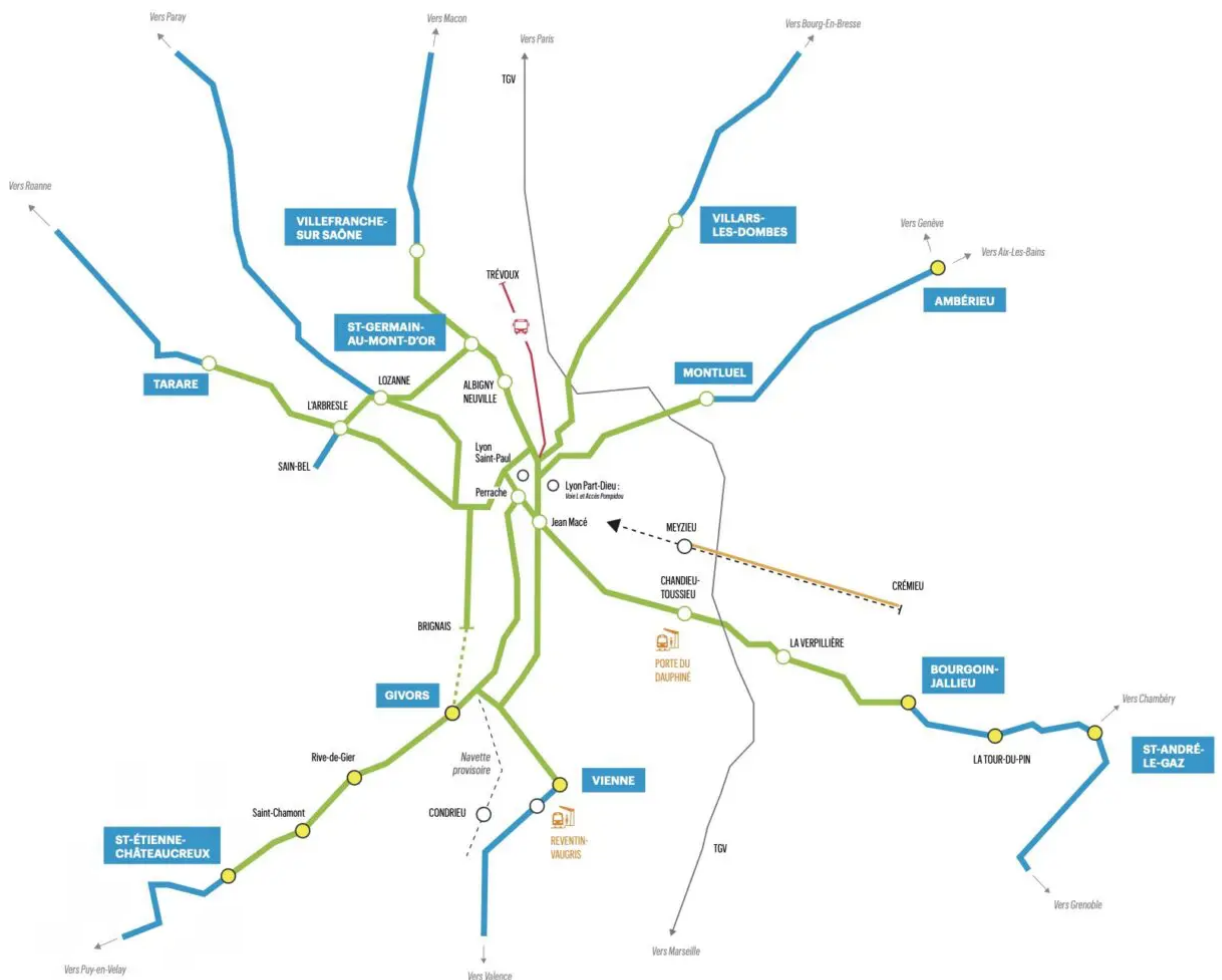 Vers Paray
Vers Macon
Vers Bourg-En-Bresse
Vers Paris
TGV
Vers Roanne
VILLEFRANCHE-
SUR SAÔNE
VILLARS-
LES-DOMBES
Vers Genève
Vers Aix-Les-Bains
TRÉVOUX
AMBÉRIEU
ST-GERMAIN-
AU-MONT-D'OR
TARARE
LOZANNE
ALBIGNY
NEUVILLE
MONTLUEL
L'ARBRESLE
SAIN-BEL
Lyon
Saint-Paul
Perrache
Lyon Part-Dieu :
Voie L et Accès Pompidou
Jean Macé
MEYZIEU
CRÉMIEU
CHANDIEU-
TOUSSIEU
BRIGNAIS
PORTE DU
DAUPHINÉ
LA VERPILLIÈRE
BOURGOIN-
JALLIEU
GIVORS
Vers Chambéry
Rive-de-Gier
Navette
provisoire
LA TOUR-DU-PIN
ST-ANDRÉ-
LE-GAZ
VIENNE
Saint-Chamont
CONDRIEU
REVENTIN-
VAUGRIS
ST-ÉTIENNE-
CHÂTEAUCREUX
TGV
Vers Grenoble
Vers Marseille
Vers Puy-en-Velay
Vers Valence